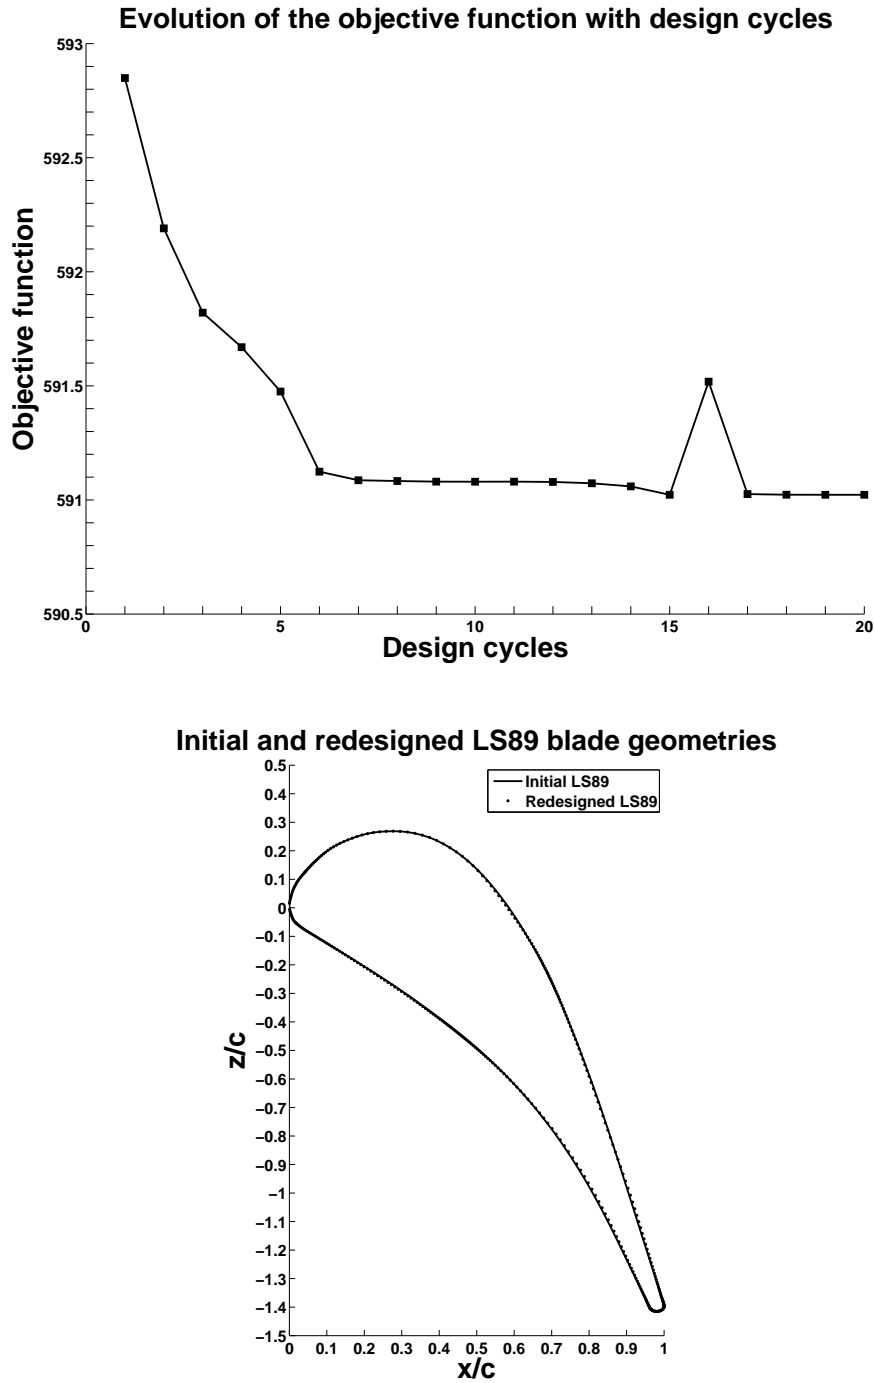 Evolution of the objective function with design cycles
593
592.5
592
591.5
591
590.5
Objective function
0 5 10 15 20
Design cycles
Initial and redesigned LS89 blade geometries
Initial LS89
Redesigned LS89
0.5
0.4
0.3
0.2
0.1
0
−0.1
−0.2
−0.3
−0.4
−0.5
−0.6
−0.7
−0.8
−0.9
−1
−1.1
−1.2
−1.3
−1.4
−1.5
z/c
0 0.1 0.2 0.3 0.4 0.5 0.6 0.7 0.8 0.9 1
x/c